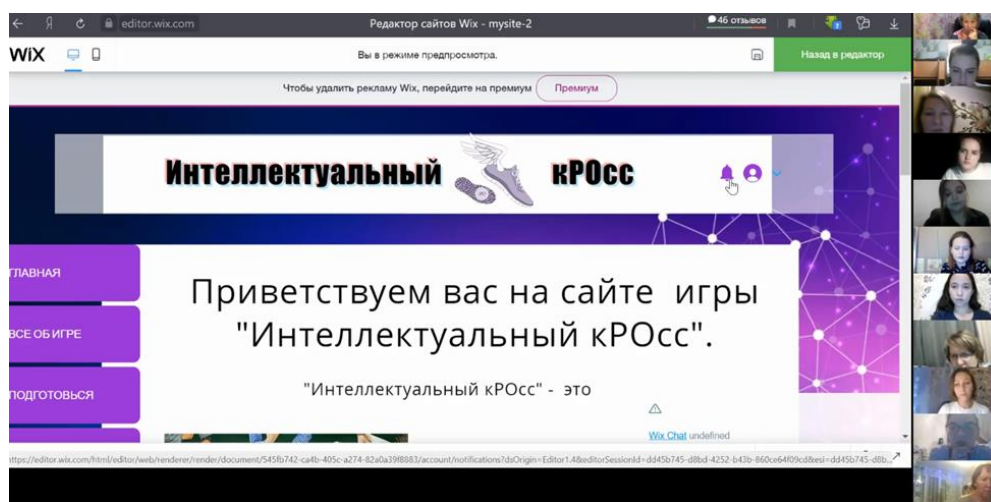 editor.wix.com
Редактор сайтов Wix - mysite-2
46 отзывов
WiX
Вы в режиме предпросмотра.
Назад в редактор
Чтобы удалить рекламу Wix, перейдите на премиум
Премиум
Интеллектуальный кРОсс
ГЛАВНАЯ
ВСЕ ОБ ИГРЕ
ПОДГОТОВЬСЯ
Приветствуем вас на сайте игры
"Интеллектуальный кРОсс".
"Интеллектуальный кРОсс" - это
Wix Chat undefined